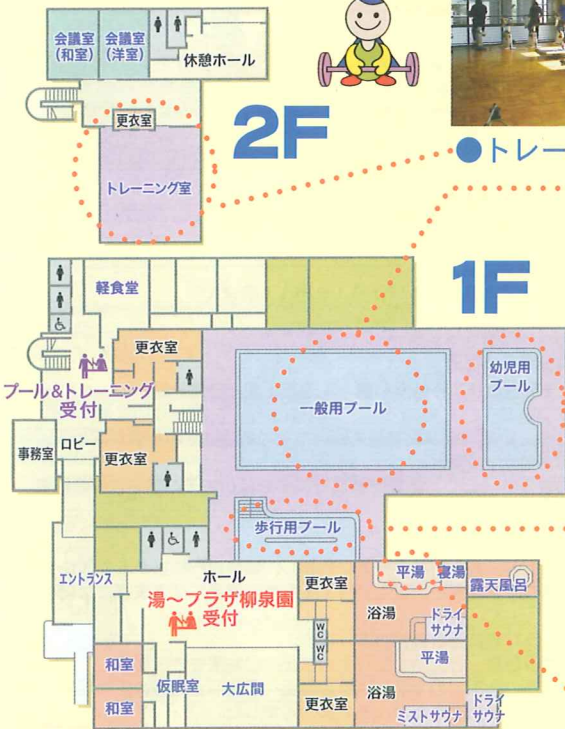 会議室
(和室)
会議室
(洋室)
休憩ホール
更衣室
トレーニング室
2F
●トレー
1F
軽食堂
更衣室
プール&トレーニング
受付
一般用プール
幼児用
プール
事務室
ロビー
更衣室
歩行用プール
エントランス
ホール
湯～プラザ柳泉園
受付
更衣室
平湯
寝湯
露天風呂
浴湯
ドライ
サウナ
WC
WC
平湯
和室
仮眠室
大広間
和室
更衣室
浴湯
ミストサウナ
ドライ
サウナ